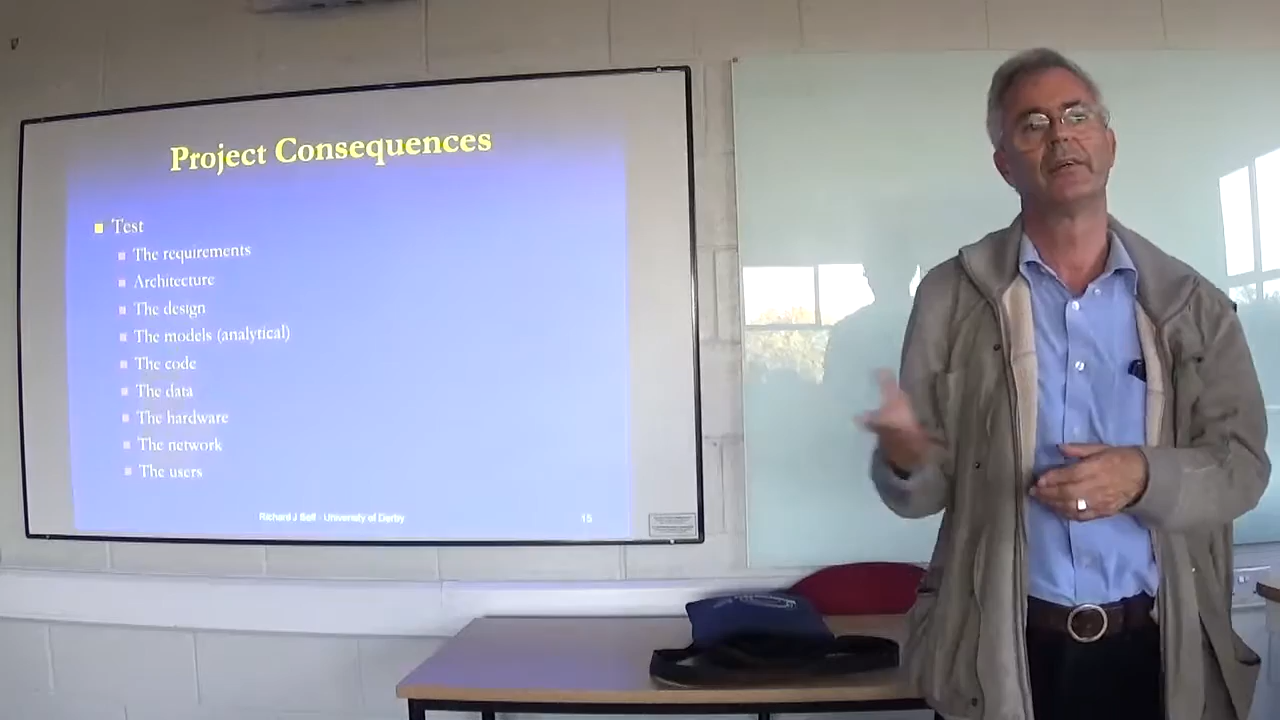 Project Consequences
Test
The requirements
Architecture
The design
The models (analytical)
The code
The data
The hardware
The network
The users
Richard J Self - University of Derby
15